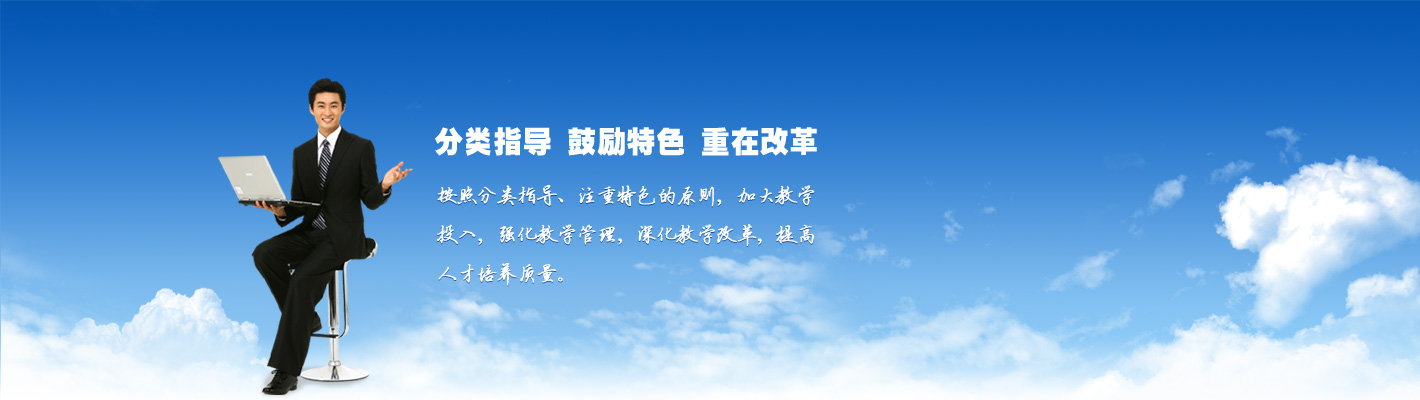 分类指导 鼓励特色 重在改革
按照分类指导、注重特色的原则，加大教学
投入，强化教学管理，深化教学改革，提高
人才培养质量。